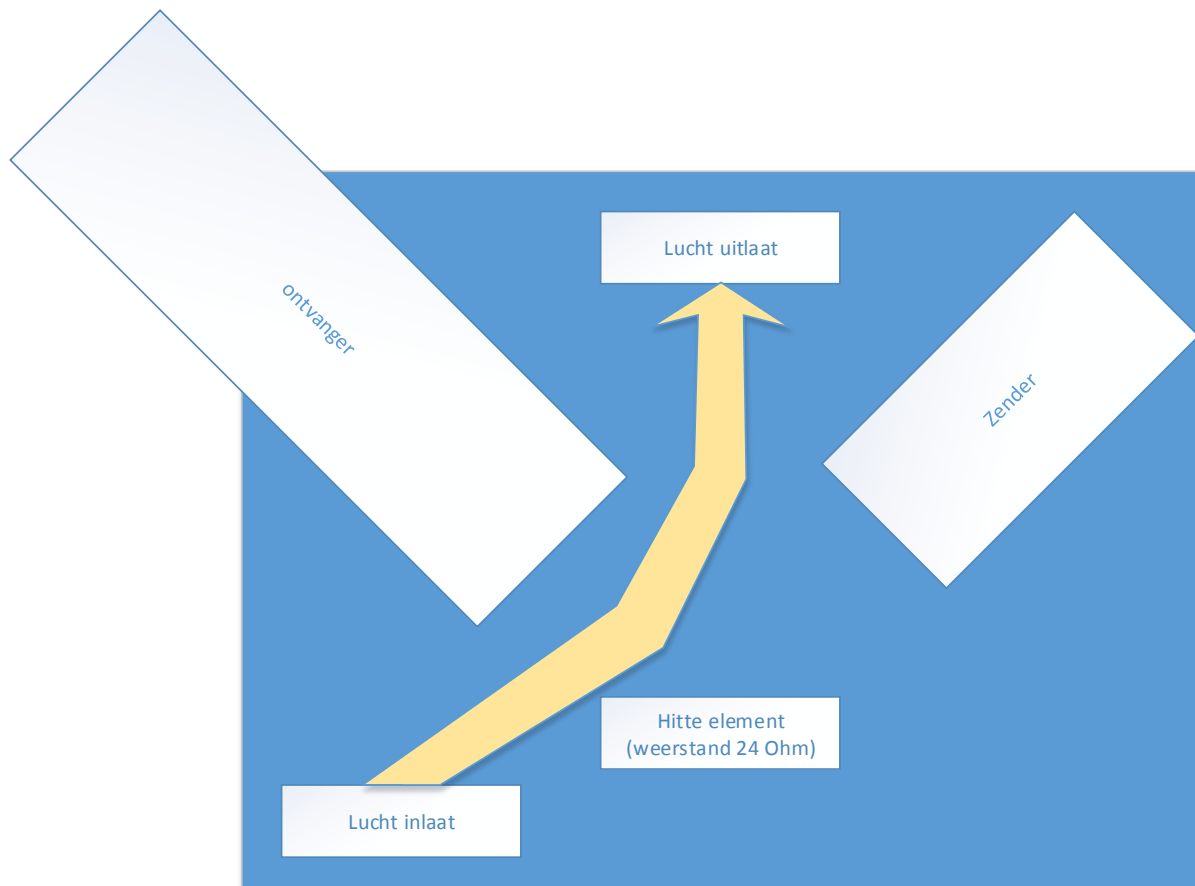 Lucht uitlaat
ontvanger
Zender
Hitte element
(weerstand 24 Ohm)
Lucht inlaat